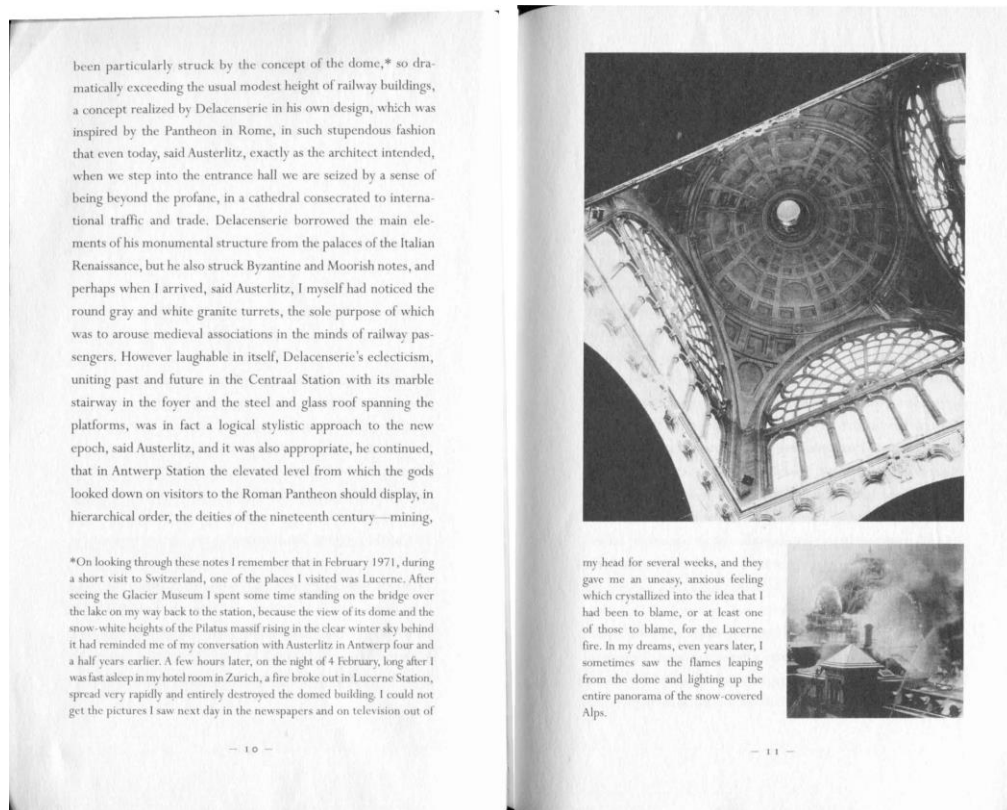 been particularly struck by the concept of the dome,* so dra-
matically exceeding the usual modest height of railway buildings,
a concept realized by Delacenserie in his own design, which was
inspired by the Pantheon in Rome, in such stupendous fashion
that even today, said Austerlitz, exactly as the architect intended,
when we step into the entrance hall we are seized by a sense of
being beyond the profane, in a cathedral consecrated to interna-
tional traffic and trade. Delacenserie borrowed the main ele-
ments of his monumental structure from the palaces of the Italian
Renaissance, but he also struck Byzantine and Moorish notes, and
perhaps when I arrived, said Austerlitz, I myself had noticed the
round gray and white granite turrets, the sole purpose of which
was to arouse medieval associations in the minds of railway pas-
sengers. However laughable in itself, Delacenserie's eclecticism,
uniting past and future in the Centraal Station with its marble
stairway in the foyer and the steel and glass roof spanning the
platforms, was in fact a logical stylistic approach to the new
epoch, said Austerlitz, and it was also appropriate, he continued,
that in Antwerp Station the elevated level from which the gods
looked down on visitors to the Roman Pantheon should display, in
hierarchical order, the deities of the nineteenth century—mining,
*On looking through these notes I remember that in February 1971, during
a short visit to Switzerland, one of the places I visited was Lucerne. After
seeing the Glacier Museum I spent some time standing on the bridge over
the lake on my way back to the station, because the view of its dome and the
snow-white heights of the Pilatus massif rising in the clear winter sky behind
it had reminded me of my conversation with Austerlitz in Antwerp four and
a half years earlier. A few hours later, on the night of 4 February, long after I
was fast asleep in my hotel room in Zurich, a fire broke out in Lucerne Station,
spread very rapidly and entirely destroyed the domed building. I could not
get the pictures I saw next day in the newspapers and on television out of
– 10 –
my head for several weeks, and they
gave me an uneasy, anxious feeling
which crystallized into the idea that I
had been to blame, or at least one
of those to blame, for the Lucerne
fire. In my dreams, even years later, I
sometimes saw the flames leaping
from the dome and lighting up the
entire panorama of the snow-covered
Alps.
– 11 –